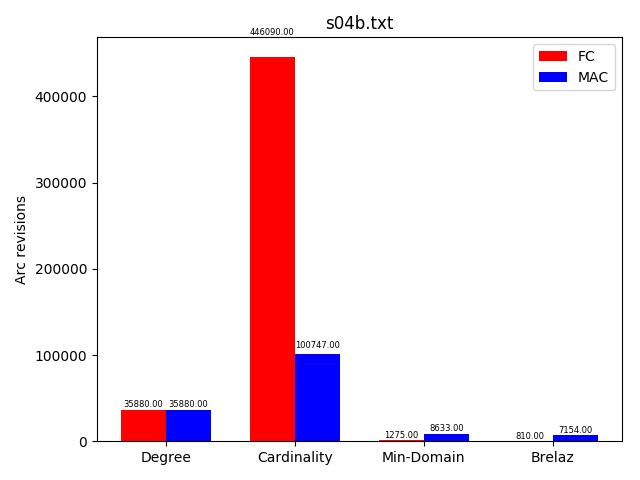 s04b.txt
446090.00
FC
MAC
400000
300000
200000
100000
0
Arc revisions
100747.00
35880.00 35880.00
1275.00 8633.00
810.00 7154.00
Degree Cardinality Min-Domain Brelaz